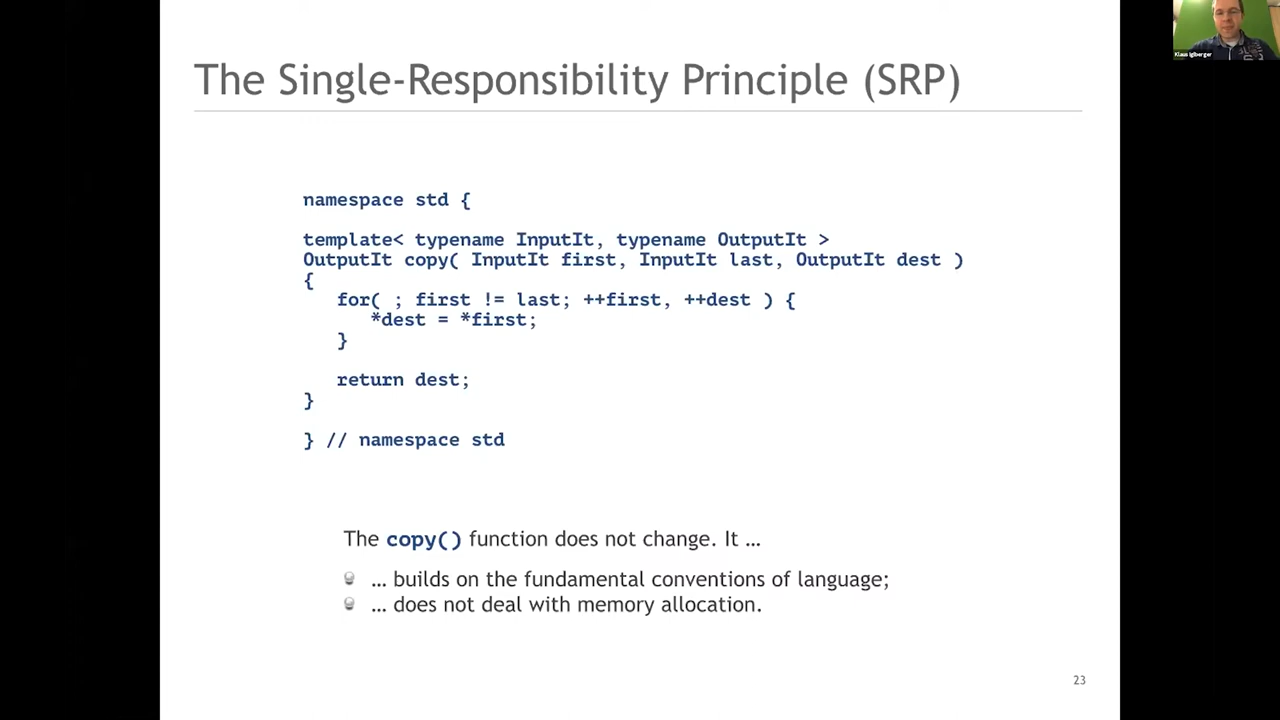 The Single-Responsibility Principle (SRP)
Klaus Iglberger
namespace std {
template< typename InputIt, typename OutputIt >
OutputIt copy( InputIt first, InputIt last, OutputIt dest )
{
for( ; first != last; ++first, ++dest ) {
*dest = *first;
}
return dest;
}
} // namespace std
The copy() function does not change. It …
… builds on the fundamental conventions of language;
… does not deal with memory allocation.
23